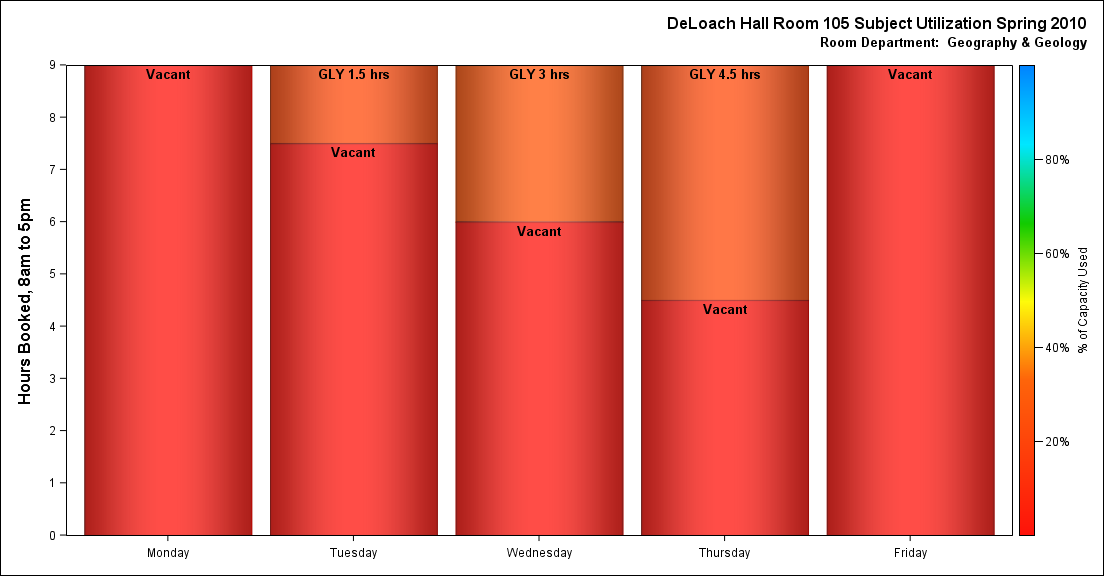 DeLoach Hall Room 105 Subject Utilization Spring 2010
Room Department:  Geography & Geology
Hours Booked, 8am to 5pm
9
8
7
6
5
4
3
2
1
0
Vacant
GLY 1.5 hrs
Vacant
GLY 3 hrs
Vacant
GLY 4.5 hrs
Vacant
Vacant
Monday
Tuesday
Wednesday
Thursday
Friday
80%
60%
40%
20%
% of Capacity Used